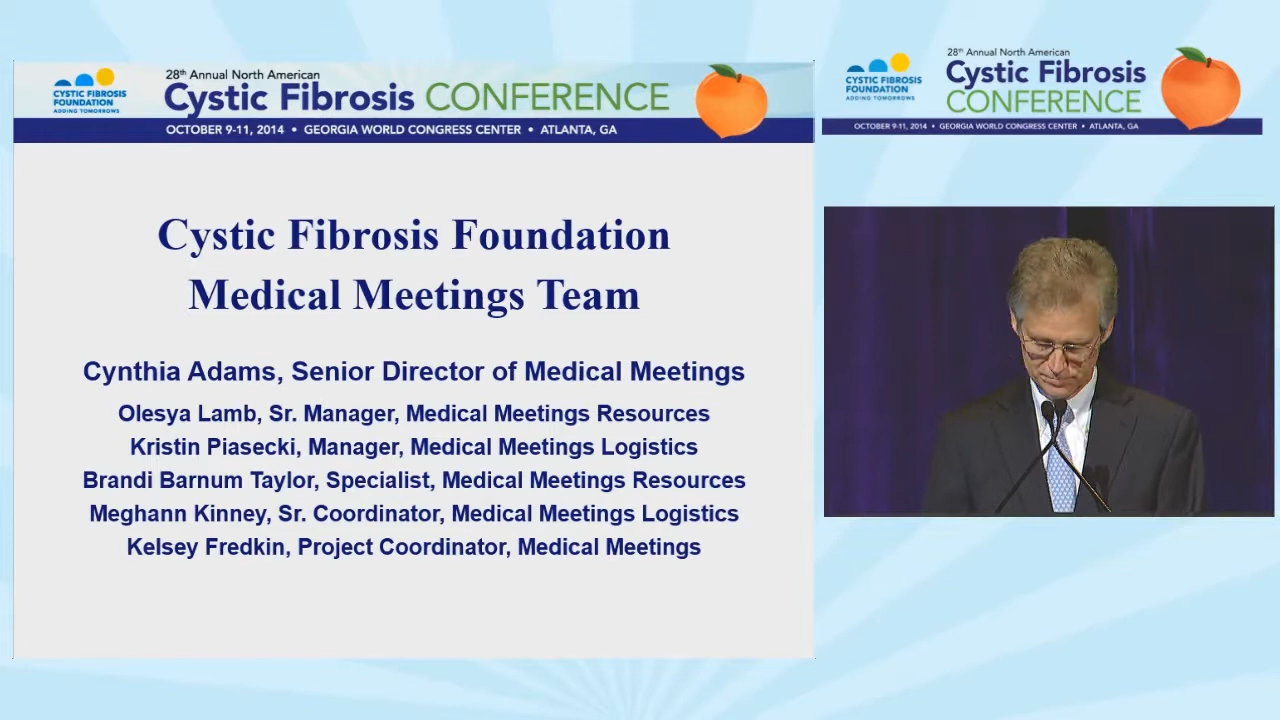 28th Annual North American
Cystic Fibrosis CONFERENCE
CYSTIC FIBROSIS
FOUNDATION
ADDING TOMORROWS
OCTOBER 9-11, 2014 • GEORGIA WORLD CONGRESS CENTER • ATLANTA, GA
Cystic Fibrosis Foundation
Medical Meetings Team
Cynthia Adams, Senior Director of Medical Meetings
Olesya Lamb, Sr. Manager, Medical Meetings Resources
Kristin Piasecki, Manager, Medical Meetings Logistics
Brandi Barnum Taylor, Specialist, Medical Meetings Resources
Meghann Kinney, Sr. Coordinator, Medical Meetings Logistics
Kelsey Fredkin, Project Coordinator, Medical Meetings
28th Annual North American
Cystic Fibrosis
CONFERENCE
CYSTIC FIBROSIS
FOUNDATION
ADDING TOMORROWS
OCTOBER 9-11, 2014 • GEORGIA WORLD CONGRESS CENTER • ATLANTA, GA